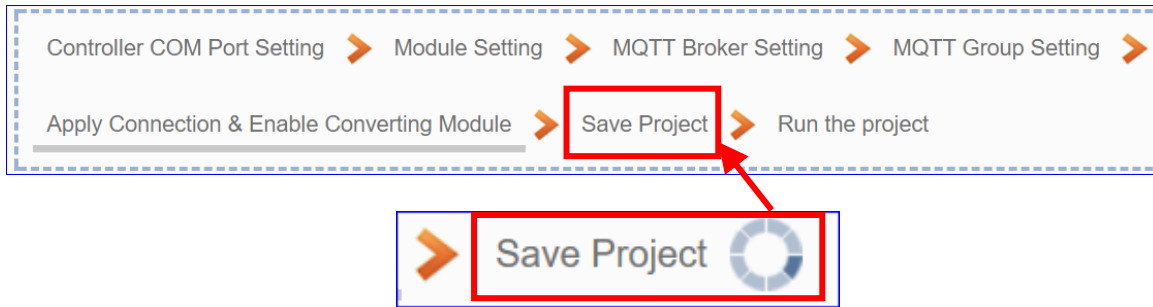 Controller COM Port Setting Module Setting MQTT Broker Setting MQTT Group Setting
Apply Connection & Enable Converting Module Save Project Run the project
Save Project